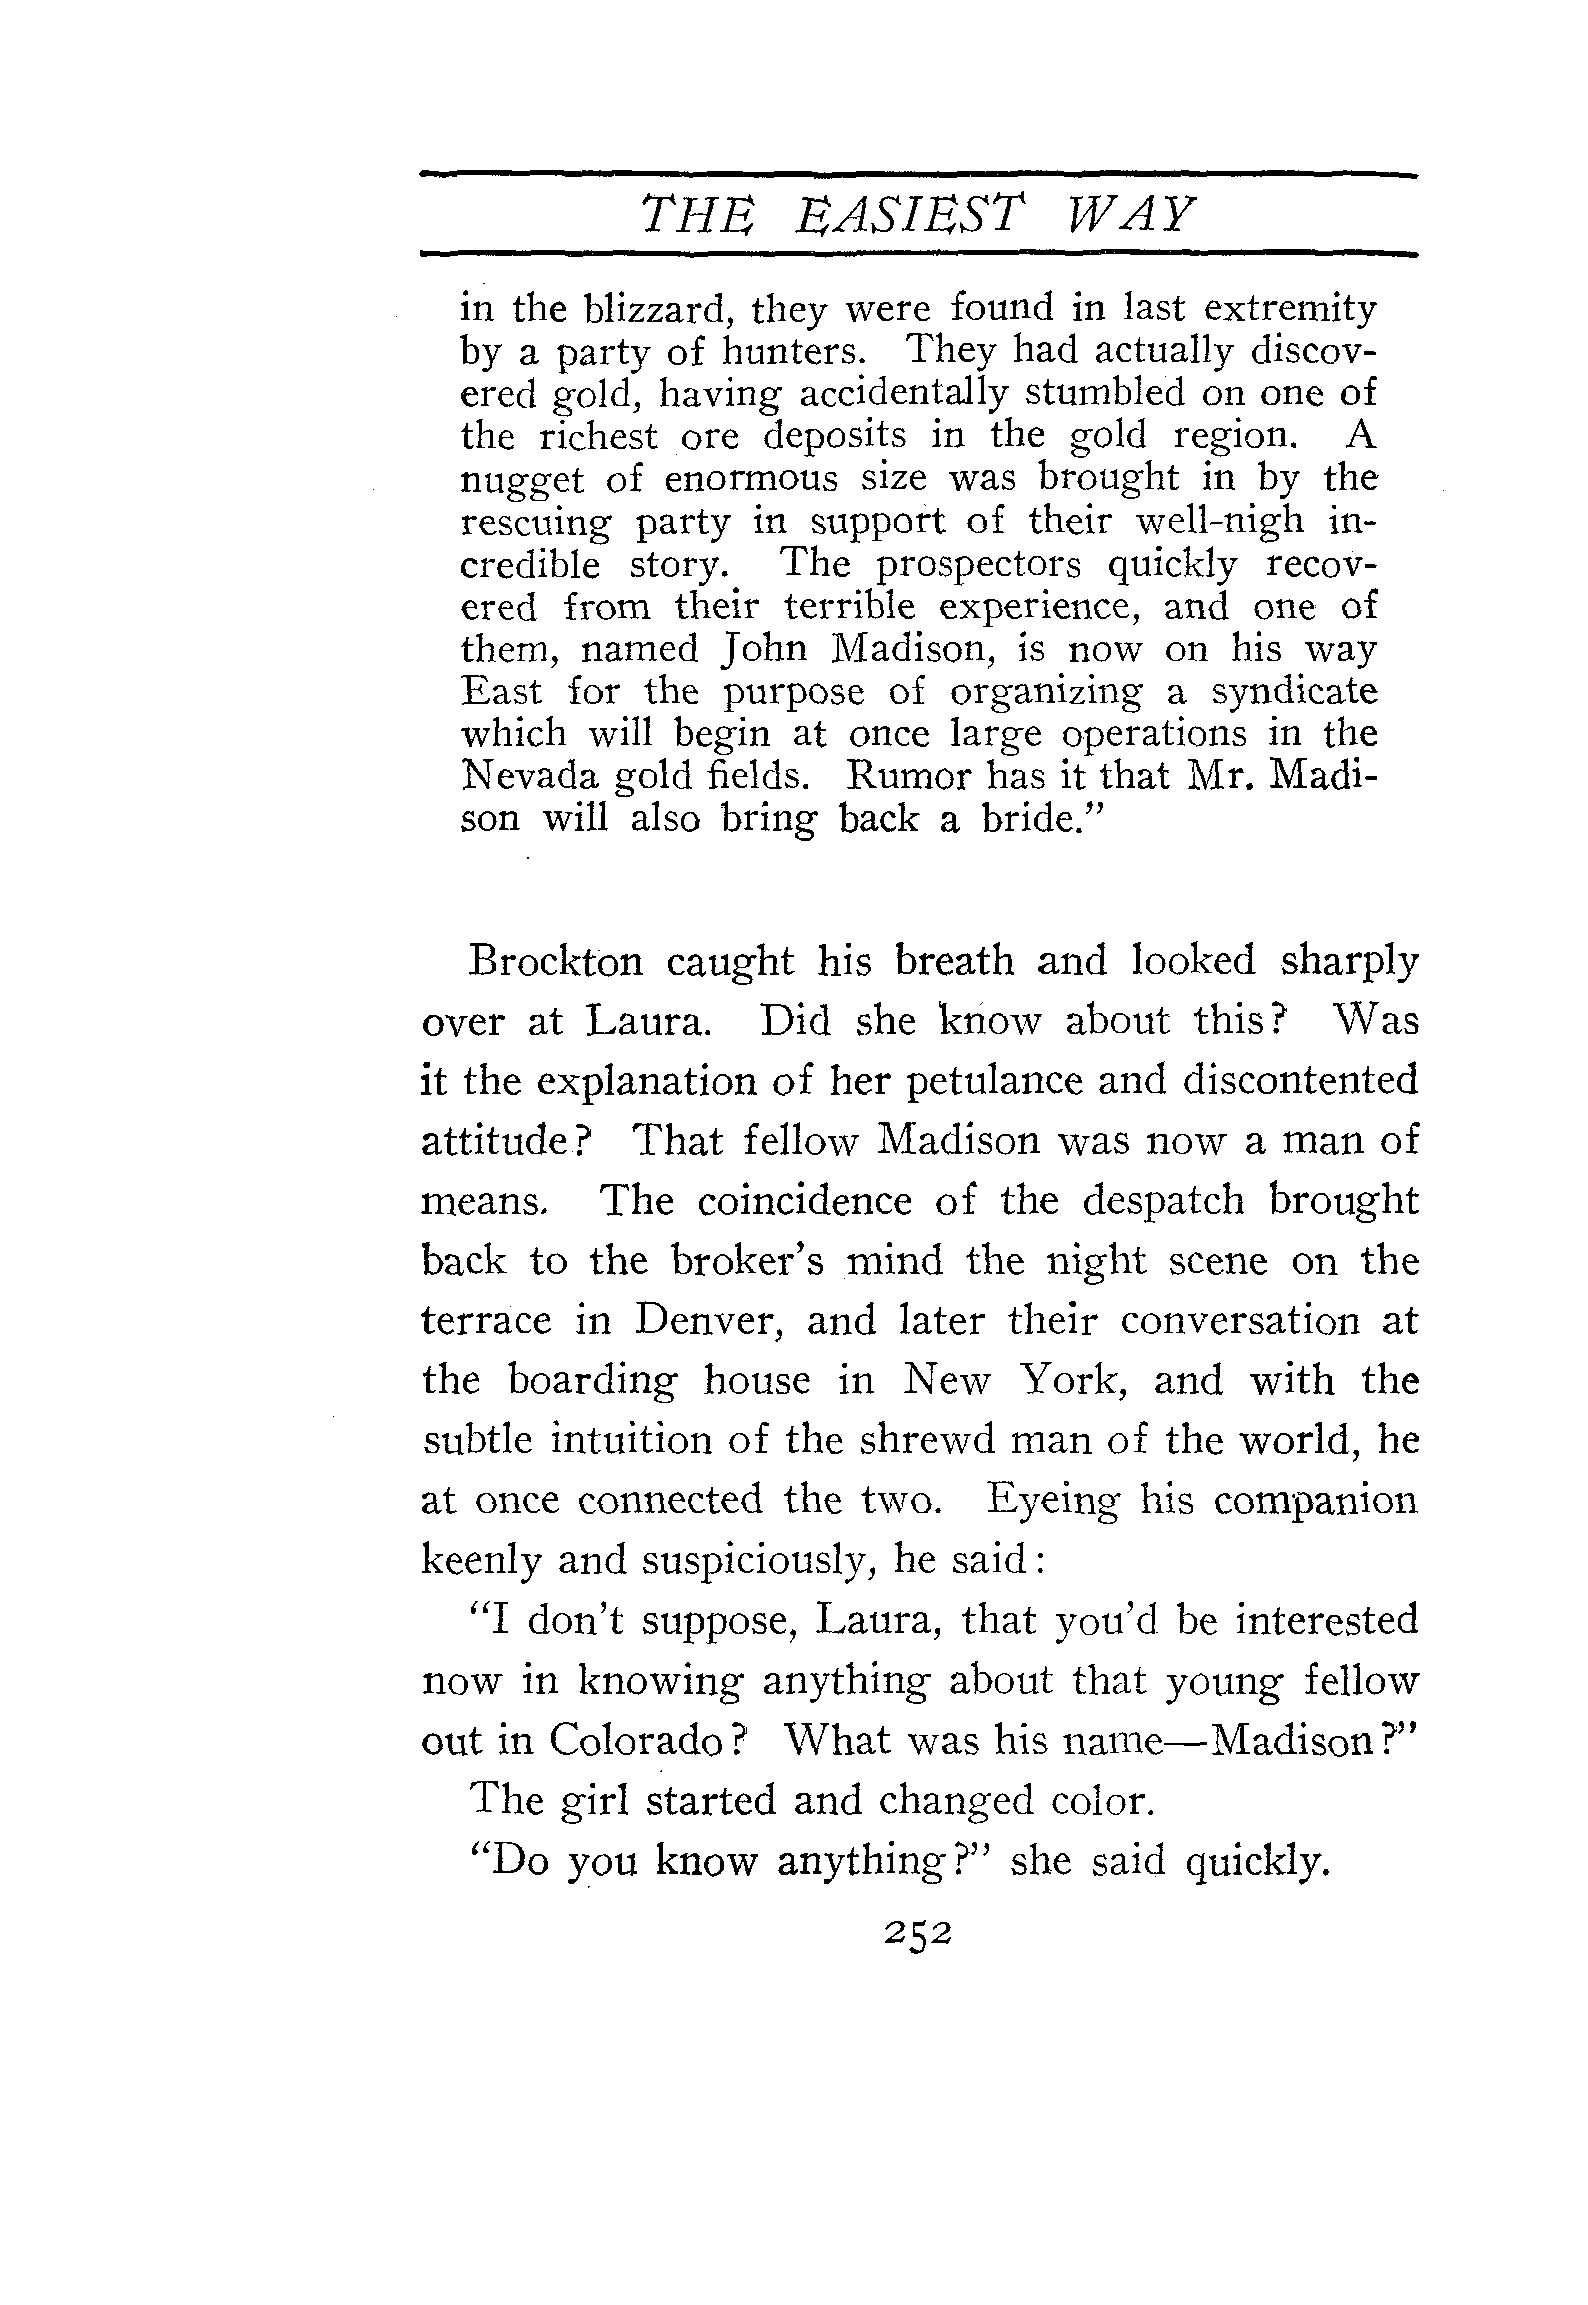 THE EASIEST WAY
in the blizzard, they were found in last extremity
by a party of hunters. They had actually discov-
ered gold, having accidentally stumbled on one of
the richest ore deposits in the gold region. A
nugget of enormous size was brought in by the
rescuing party in support of their well-nigh in-
credible story. The prospectors quickly recov-
ered from their terrible experience, and one of
them, named John Madison, is now on his way
East for the purpose of organizing a syndicate
which will begin at once large operations in the
Nevada gold fields. Rumor has it that Mr. Madi-
son will also bring back a bride.”
Brockton caught his breath and looked sharply
over at Laura. Did she know about this? Was
it the explanation of her petulance and discontented
attitude? That fellow Madison was now a man of
means. The coincidence of the despatch brought
back to the broker’s mind the night scene on the
terrace in Denver, and later their conversation at
the boarding house in New York, and with the
subtle intuition of the shrewd man of the world, he
at once connected the two. Eyeing his companion
keenly and suspiciously, he said:
“I don’t suppose, Laura, that you’d be interested
now in knowing anything about that young fellow
out in Colorado? What was his name—Madison?”
The girl started and changed color.
“Do you know anything?” she said quickly.
252